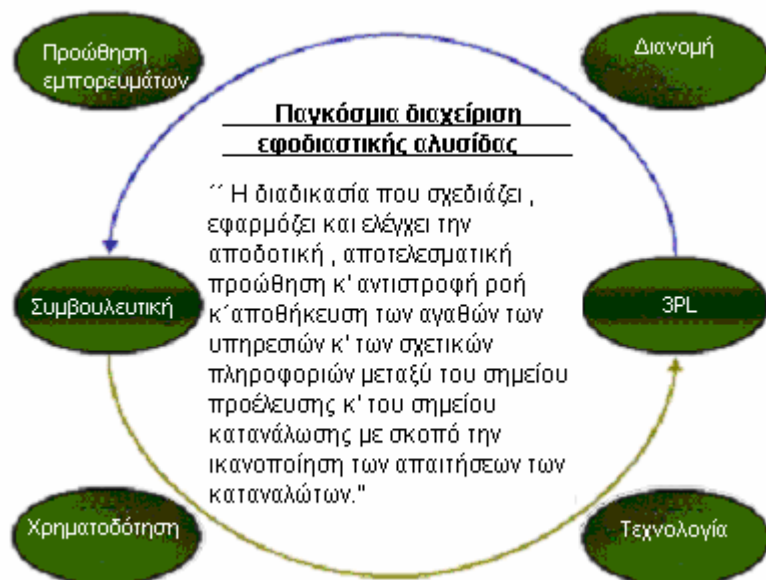 Προώθηση
εμπορευμάτων
Διανομή
Παγκόσμια διαχείριση
εφοδιαστικής αλυσίδας
΄΄ Η διαδικασία που σχεδιάζει ,
εφαρμόζει και ελέγχει την
αποδοτική , αποτελεσματική
προώθηση κ' αντιστροφή ροή
κ΄αποθήκευση των αγαθών των
υπηρεσιών κ' των σχετικών
πληροφοριών μεταξύ του σημείου
προέλευσης κ' του σημείου
κατανάλωσης με σκοπό την
ικανοποίηση των απαιτήσεων των
καταναλώτων."
Συμβουλευτική
3PL
Χρηματοδότηση
Τεχνολογία